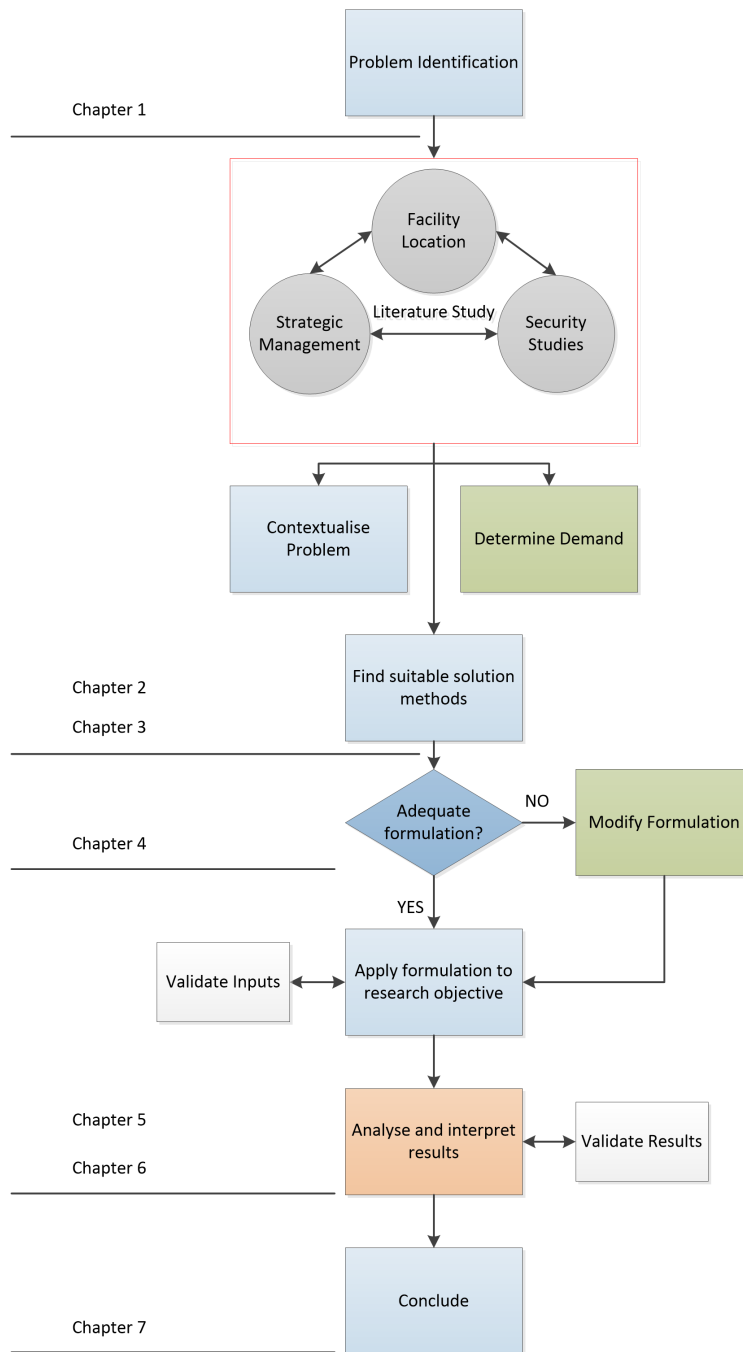 Problem Identification
Chapter 1
Facility
Location
Literature Study
Strategic
Management
Security
Studies
Contextualise
Problem
Determine Demand
Find suitable solution
methods
Chapter 2
Chapter 3
Adequate
formulation?
NO
Modify Formulation
Chapter 4
YES
Validate Inputs
Apply formulation to
research objective
Chapter 5
Analyse and interpret
results
Validate Results
Chapter 6
Conclude
Chapter 7